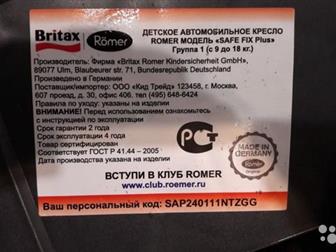 Britax Römer
ДЕТСКОЕ АВТОМОБИЛЬНОЕ КРЕСЛО
ROMER МОДЕЛЬ «SAFE FIX Plus»
Группа 1 (с 9 до 18 кг.)
Производитель: Фирма «Britax Romer Kindersicherheit GmbH»,
89077 Ulm, Blaubeurer str. 71, Bundesrepublik Deutschland
Произведено в Германии
Поставщик/импортер: ООО «Кид Трейд» 123458, г. Москва,
607 проезд, д. 30, офис 406. тел. (495) 648-6424
Правила по уходу указаны на изделии.
ВНИМАНИЕ! Перед использованием ознакомьтесь
с инструкцией по эксплуатации
Срок гарантии 2 года
Срок эксплуатации 4 года
Товар сертифицирован
Соответствует ГОСТ Р 41.44 – 2005
Дата производства указана на изделии
MADE IN
Römer
GERMANY
ВСТУПИ В КЛУБ ROMER
www.club.roemer.ru
Ваш персональный код: SAP240111NTZGG